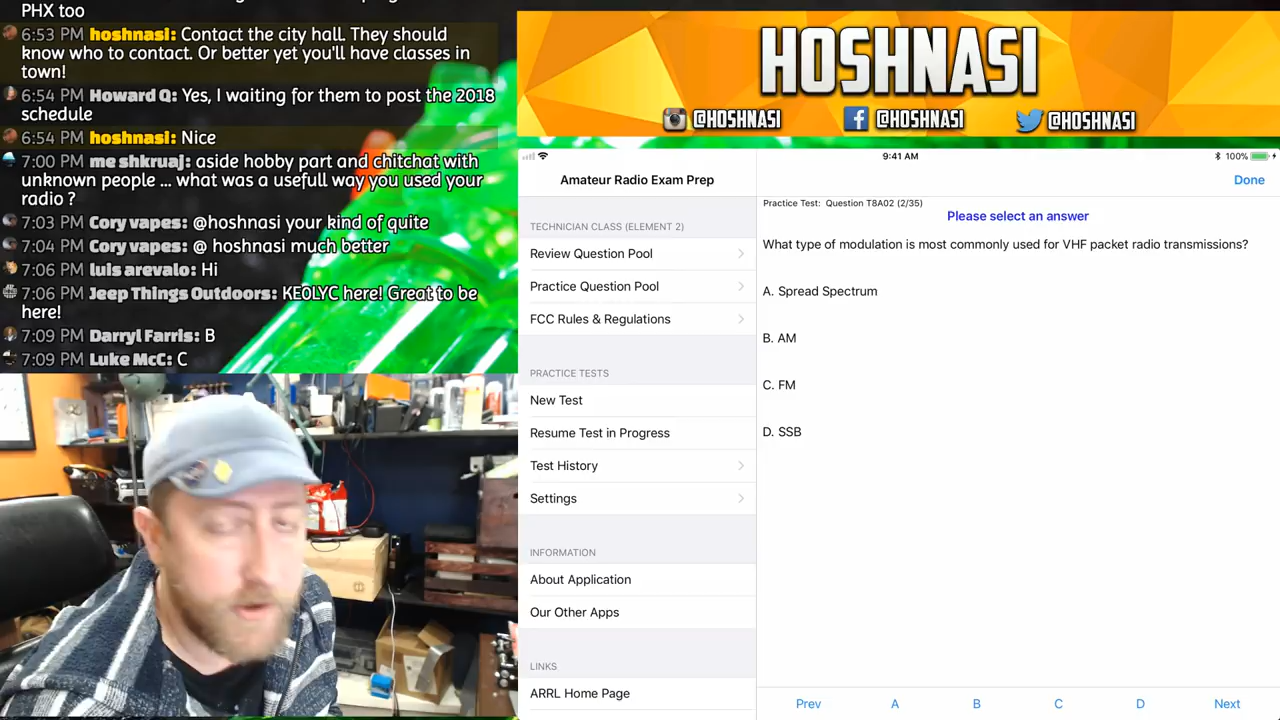 PHX too
6:53 PM hoshnasi: Contact the city hall. They should
know who to contact. Or better yet you'll have classes in
town!
6:54 PM Howard Q: Yes, I waiting for them to post the 2018
schedule
6:54 PM hoshnasi: Nice
7:00 PM me shkruaj: aside hobby part and chitchat with
unknown people ... what was a usefull way you used your
radio ?
7:03 PM Cory vapes: @hoshnasi your kind of quite
7:04 PM Cory vapes: @ hoshnasi much better
7:06 PM luis arevalo: Hi
7:06 PM Jeep Things Outdoors: KE0LYC here! Great to be
here!
7:09 PM Darryl Farris: B
7:09 PM Luke McC: C
HOSHNASI
@HOSHNASI @HOSHNASI @HOSHNASI
9:41 AM 100%
Amateur Radio Exam Prep
Done
TECHNICIAN CLASS (ELEMENT 2)
Review Question Pool
Practice Question Pool
FCC Rules & Regulations
PRACTICE TESTS
New Test
Resume Test in Progress
Test History
Settings
INFORMATION
About Application
Our Other Apps
LINKS
ARRL Home Page
Practice Test: Question T8A02 (2/35)
Please select an answer
What type of modulation is most commonly used for VHF packet radio transmissions?
A. Spread Spectrum
B. AM
C. FM
D. SSB
Prev A B C D Next